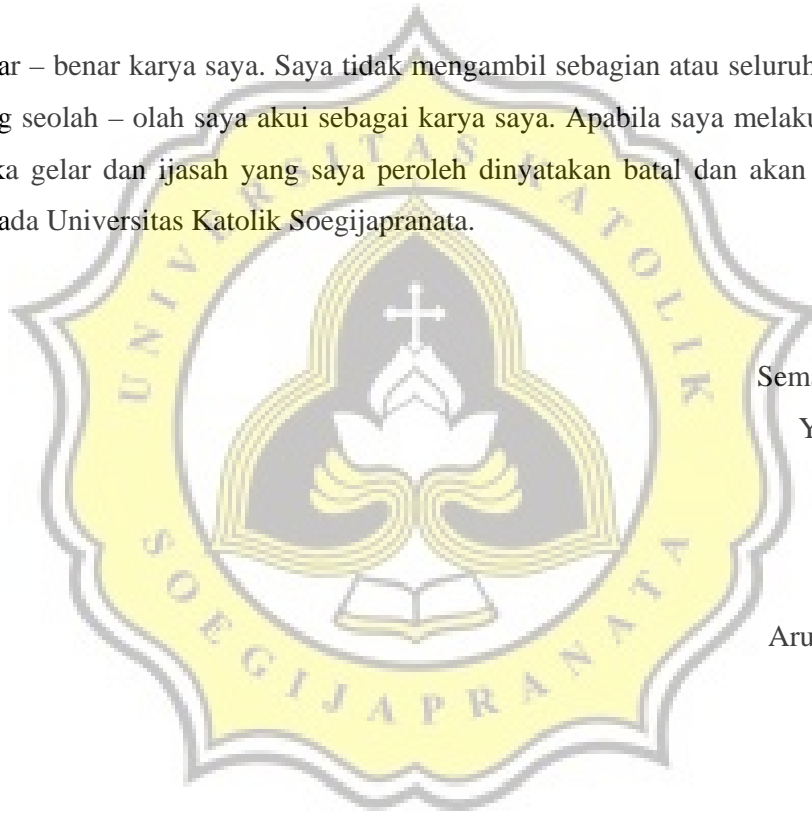 ar – benar karya saya. Saya tidak mengambil sebagian atau seluruh
g seolah – olah saya akui sebagai karya saya. Apabila saya melaku
ka gelar dan ijasah yang saya peroleh dinyatakan batal dan akan
ada Universitas Katolik Soegijapranata.
UNIVERSITAS KATOLIK
Sem
Y
SOEGIJAPRANATA
Aru